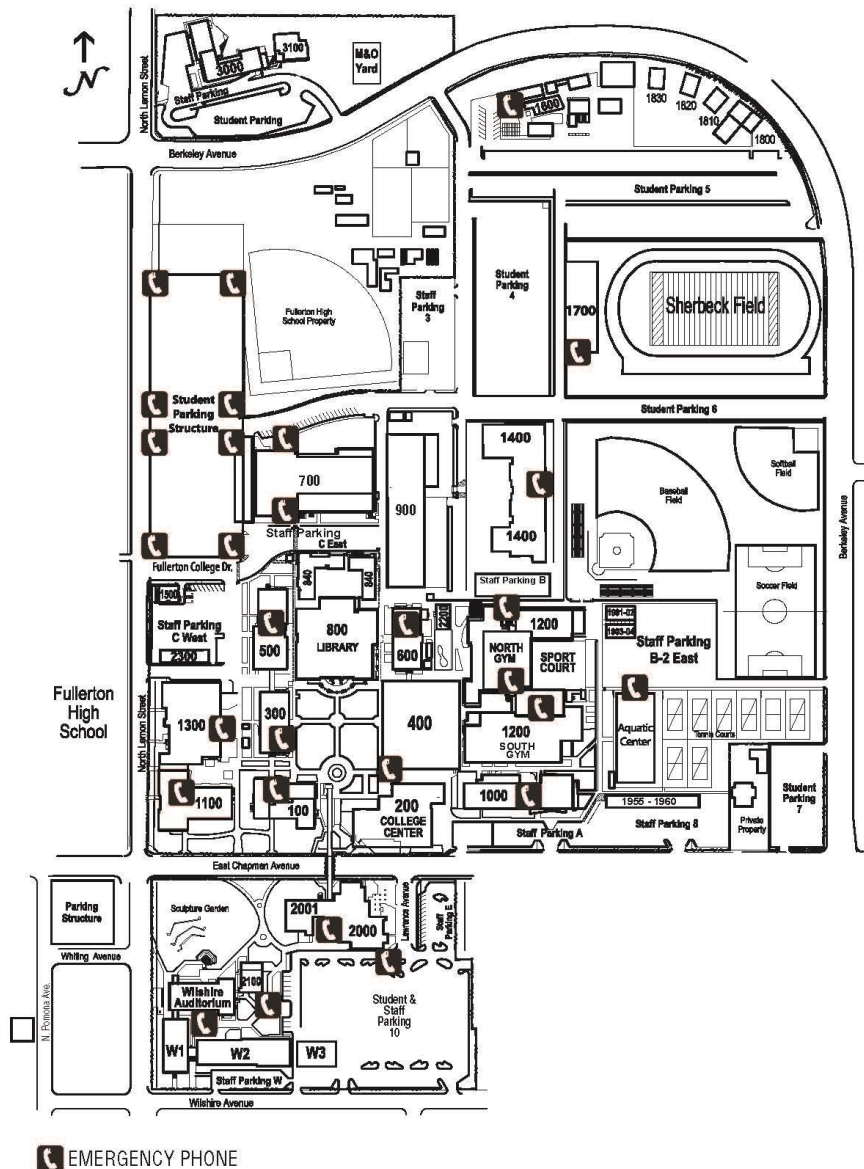 N
North Lemon Street
3000
3100
M&O
Yard
Staff Parking
Student Parking
Berkeley Avenue
1600
1830
1820
1810
1800
Student Parking 5
Student
Parking
4
Staff
Parking
3
Fullerton High
School Property
1700
Sherbeck Field
Student Parking 6
Student
Parking
Structure
700
900
1400
1400
Baseball
Field
Softball
Field
Berkeley Avenue
Staff Parking
C East
Fullerton College Dr.
1500
Staff Parking
C West
2300
840
840
800
LIBRARY
500
600
2200
Staff Parking B
1200
NORTH
GYM
SPORT
COURT
1981-82
1983-84
Staff Parking
B-2 East
Soccer Field
Fullerton
High
School
North Lemon Street
1300
300
400
1200
SOUTH
GYM
Aquatic
Center
Tennis Courts
1100
100
200
COLLEGE
CENTER
1000
1955 - 1960
Staff Parking A
Staff Parking 8
Private
Property
Student
Parking
7
East Chapman Avenue
Parking
Structure
Whiting Avenue
N. Pomona Ave.
Sculpture Garden
2001
2000
Lawrence Avenue
Staff
Parking E
Wilshire
Auditorium
2100
Student &
Staff
Parking
10
W1
W2
W3
Staff Parking W
Wilshire Avenue
EMERGENCY PHONE